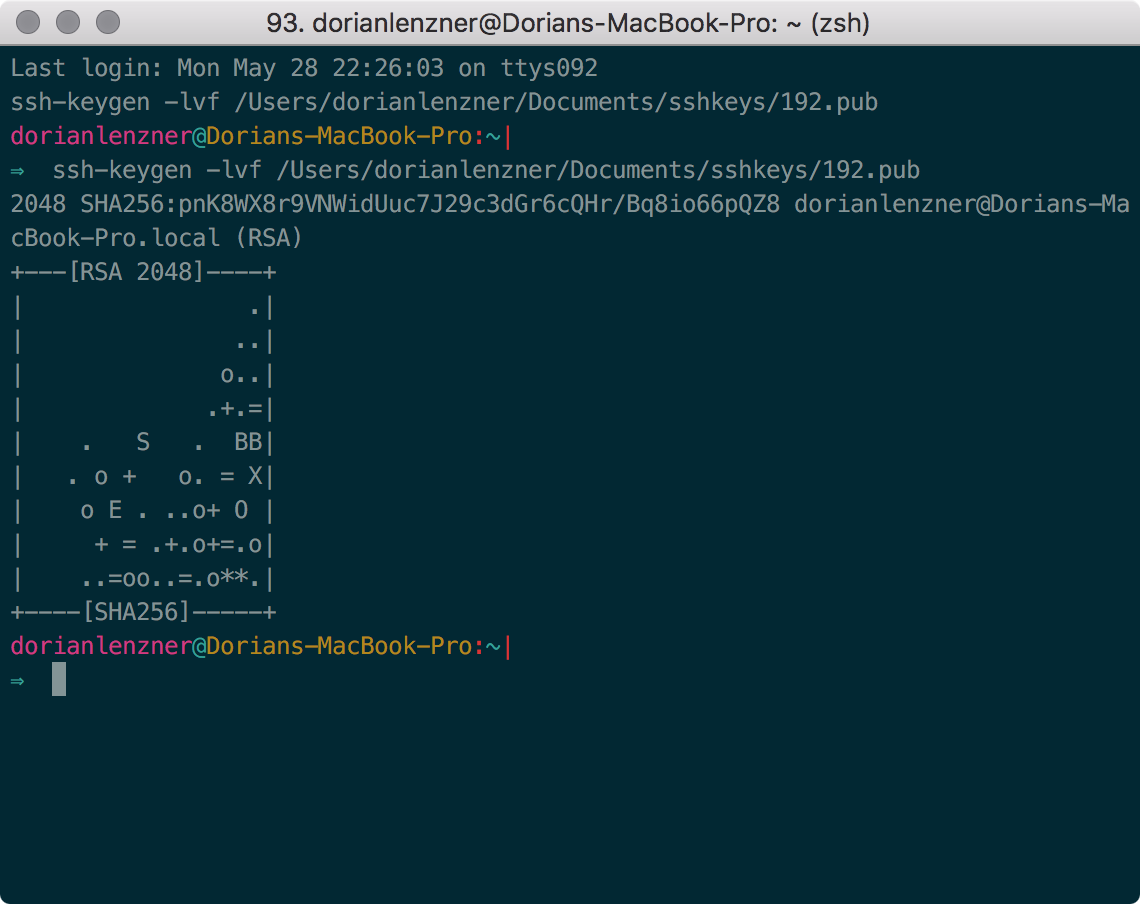 93. dorianlenzner@Dorians-MacBook-Pro: ~ (zsh)
Last login: Mon May 28 22:26:03 on ttys092
ssh-keygen -lvf /Users/dorianlenzner/Documents/sshkeys/192.pub
dorianlenzner@Dorians-MacBook-Pro:~|
⇒  ssh-keygen -lvf /Users/dorianlenzner/Documents/sshkeys/192.pub
2048 SHA256:pnK8WX8r9VNWidUuc7J29c3dGr6cQHr/Bq8io66pQZ8 dorianlenzner@Dorians-Ma
cBook-Pro.local (RSA)
+---[RSA 2048]----+
|                .|
|               ..|
|              o..|
|             .+.=|
|    .   S   .  BB|
|   . o +   o. = X|
|    o E . ..o+ O |
|     + = .+.o+=.o|
|    ..=oo..=.o**.|
+----[SHA256]-----+
dorianlenzner@Dorians-MacBook-Pro:~|
⇒